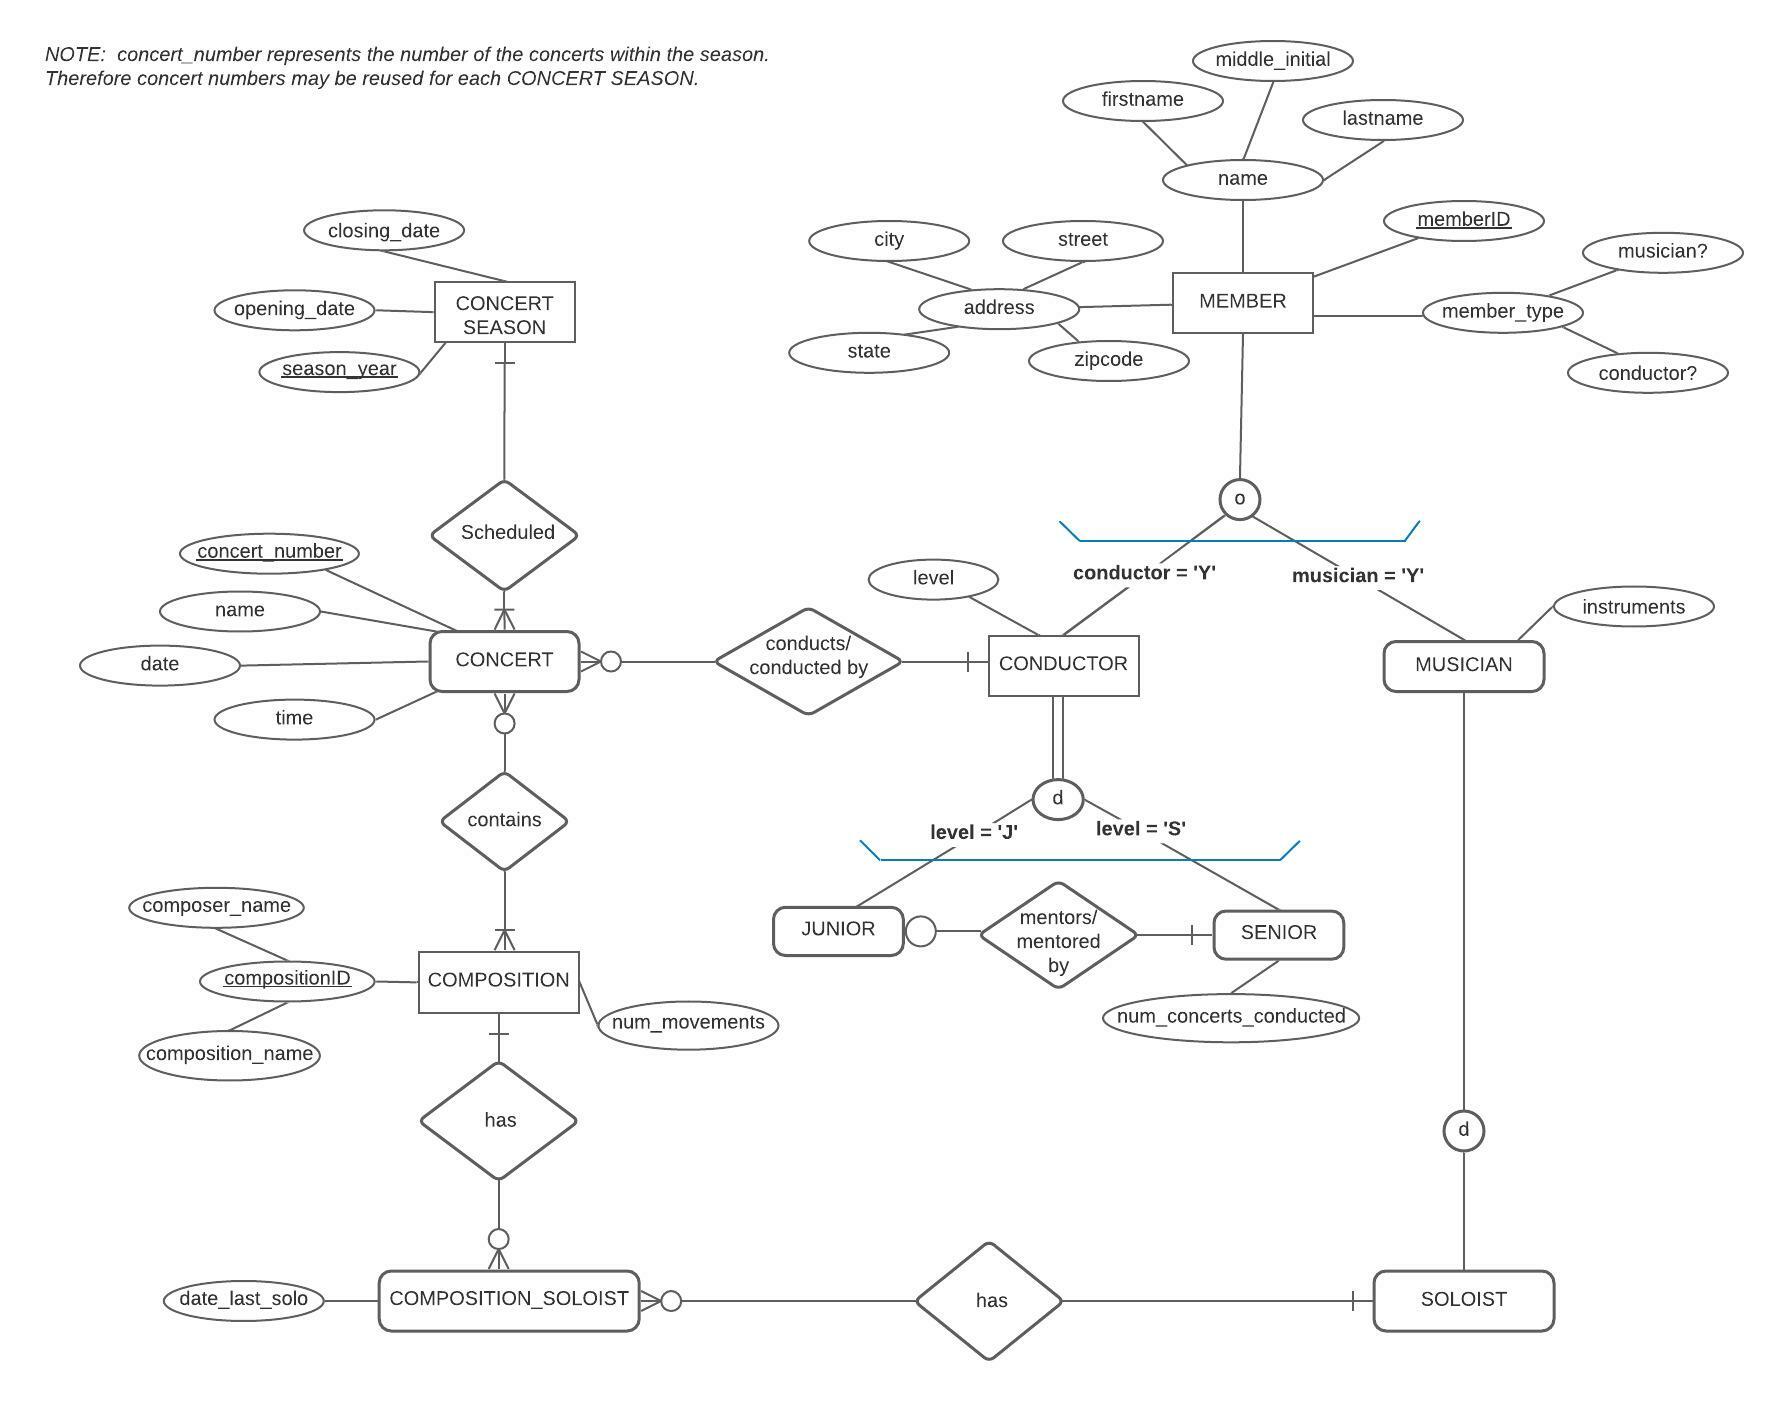 NOTE:  concert_number represents the number of the concerts within the season.
Therefore concert numbers may be reused for each CONCERT SEASON.
middle_initial
firstname
lastname
name
memberID
city
street
musician?
closing_date
opening_date
CONCERT
SEASON
address
MEMBER
member_type
state
zipcode
conductor?
season_year
o
Scheduled
concert_number
conductor = 'Y'
musician = 'Y'
level
name
instruments
date
CONCERT
conducts/
conducted by
CONDUCTOR
MUSICIAN
time
contains
d
level = 'J'
level = 'S'
composer_name
JUNIOR
mentors/
mentored
by
SENIOR
compositionID
COMPOSITION
num_movements
num_concerts_conducted
composition_name
has
d
date_last_solo
COMPOSITION_SOLOIST
has
SOLOIST